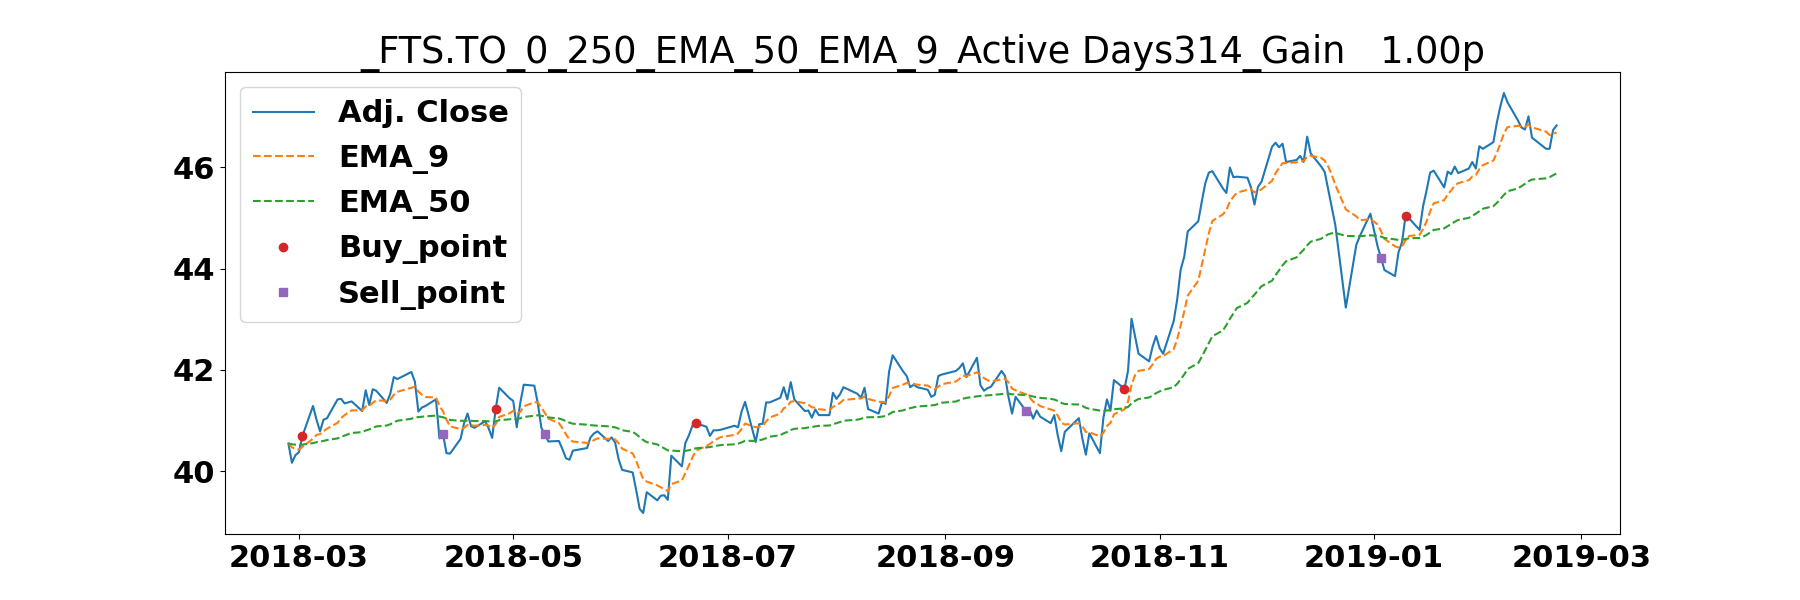 _FTS.TO_0_250_EMA_50_EMA_9_Active Days314_Gain   1.00p
Adj. Close
EMA_9
EMA_50
Buy_point
Sell_point
46
44
42
40
2018-03 2018-05 2018-07 2018-09 2018-11 2019-01 2019-03